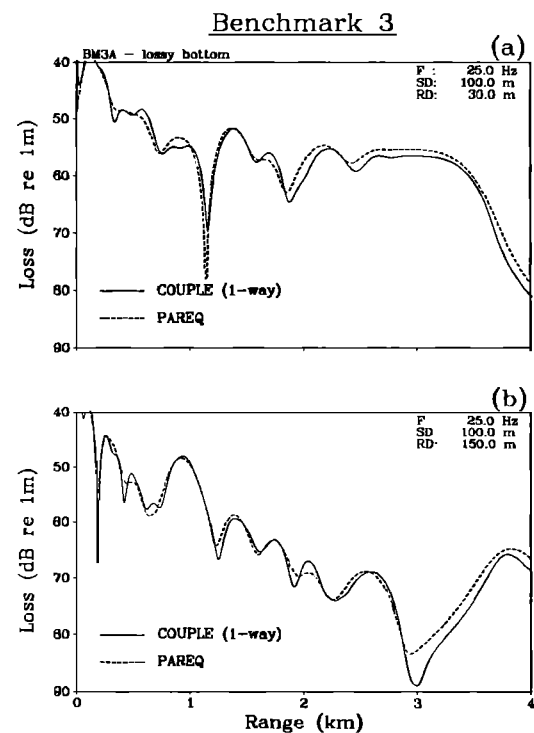 Benchmark 3
(a)
BM3A – lossy bottom
F : 25.0 Hz
SD: 100.0 m
RD: 30.0 m
40
50
60
70
80
90
Loss (dB re 1m)
COUPLE (1-way)
PAREQ
(b)
F 25.0 Hz
SD 100.0 m
RD: 150.0 m
40
50
60
70
80
90
Loss (dB re 1m)
COUPLE (1-way)
PAREQ
0 1 2 3 4
Range (km)